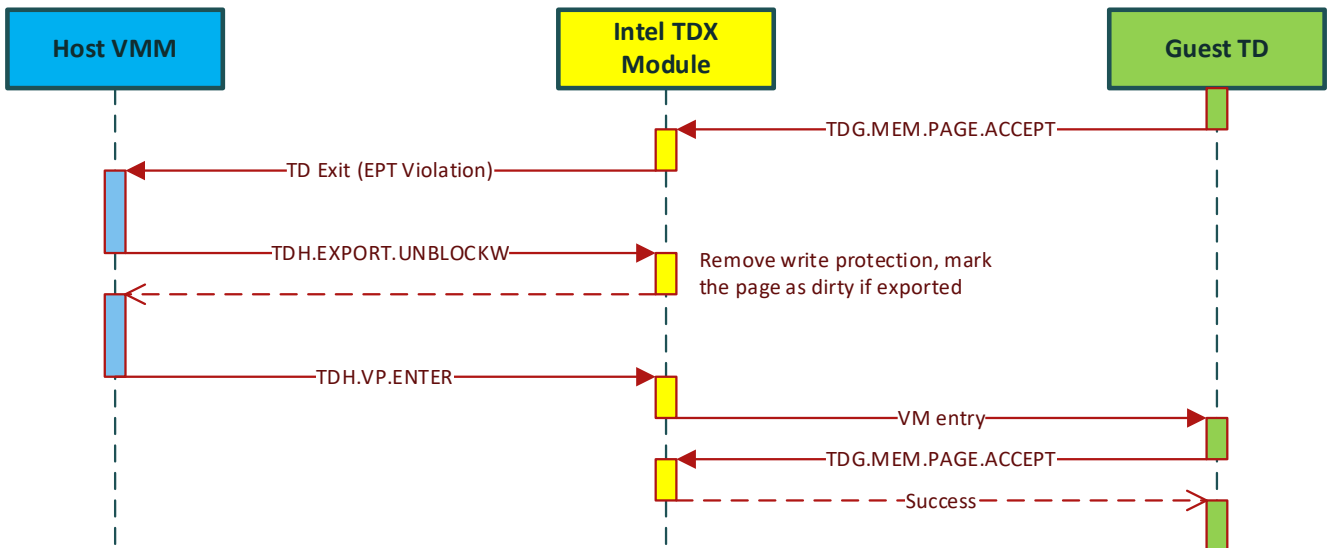 Host VMM
Intel TDX
Module
Guest TD
TDG.MEM.PAGE.ACCEPT
TD Exit (EPT Violation)
TDH.EXPORT.UNBLOCKW
Remove write protection, mark
the page as dirty if exported
TDH.VP.ENTER
VM entry
TDG.MEM.PAGE.ACCEPT
Success